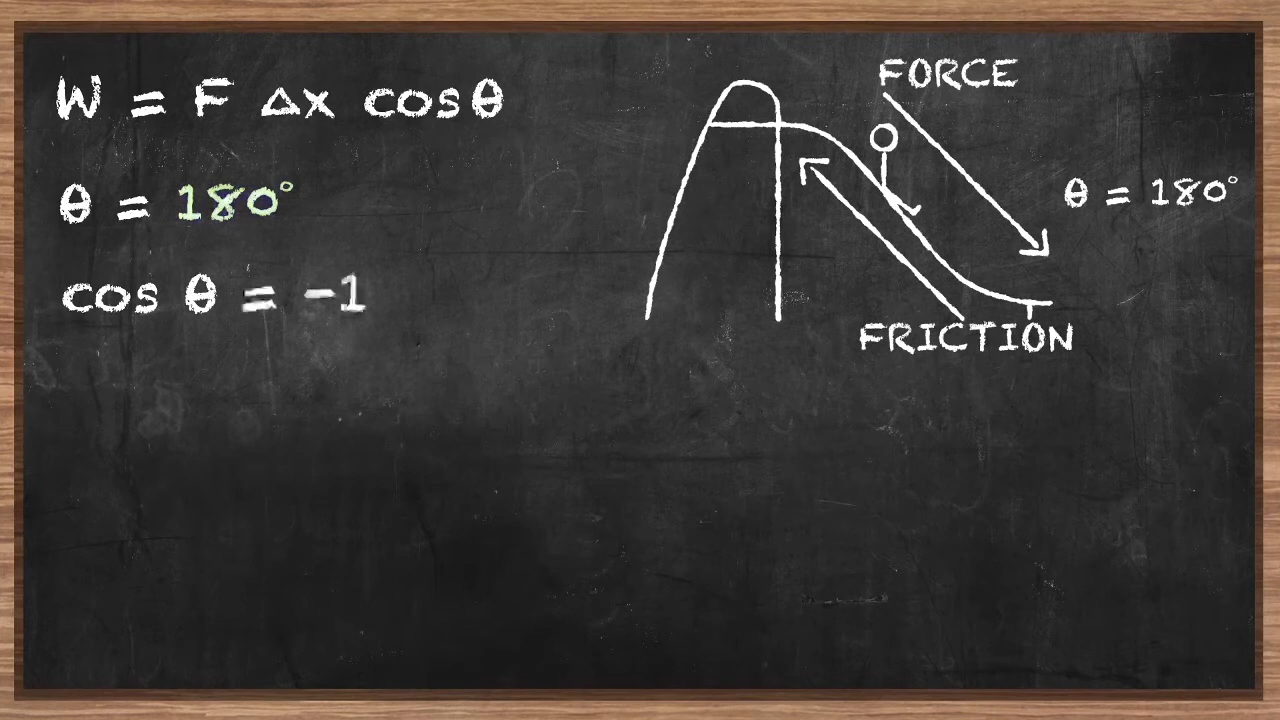 W = F Δx cosθ
θ = 180°
cos θ = -1
FORCE
θ = 180°
FRICTION